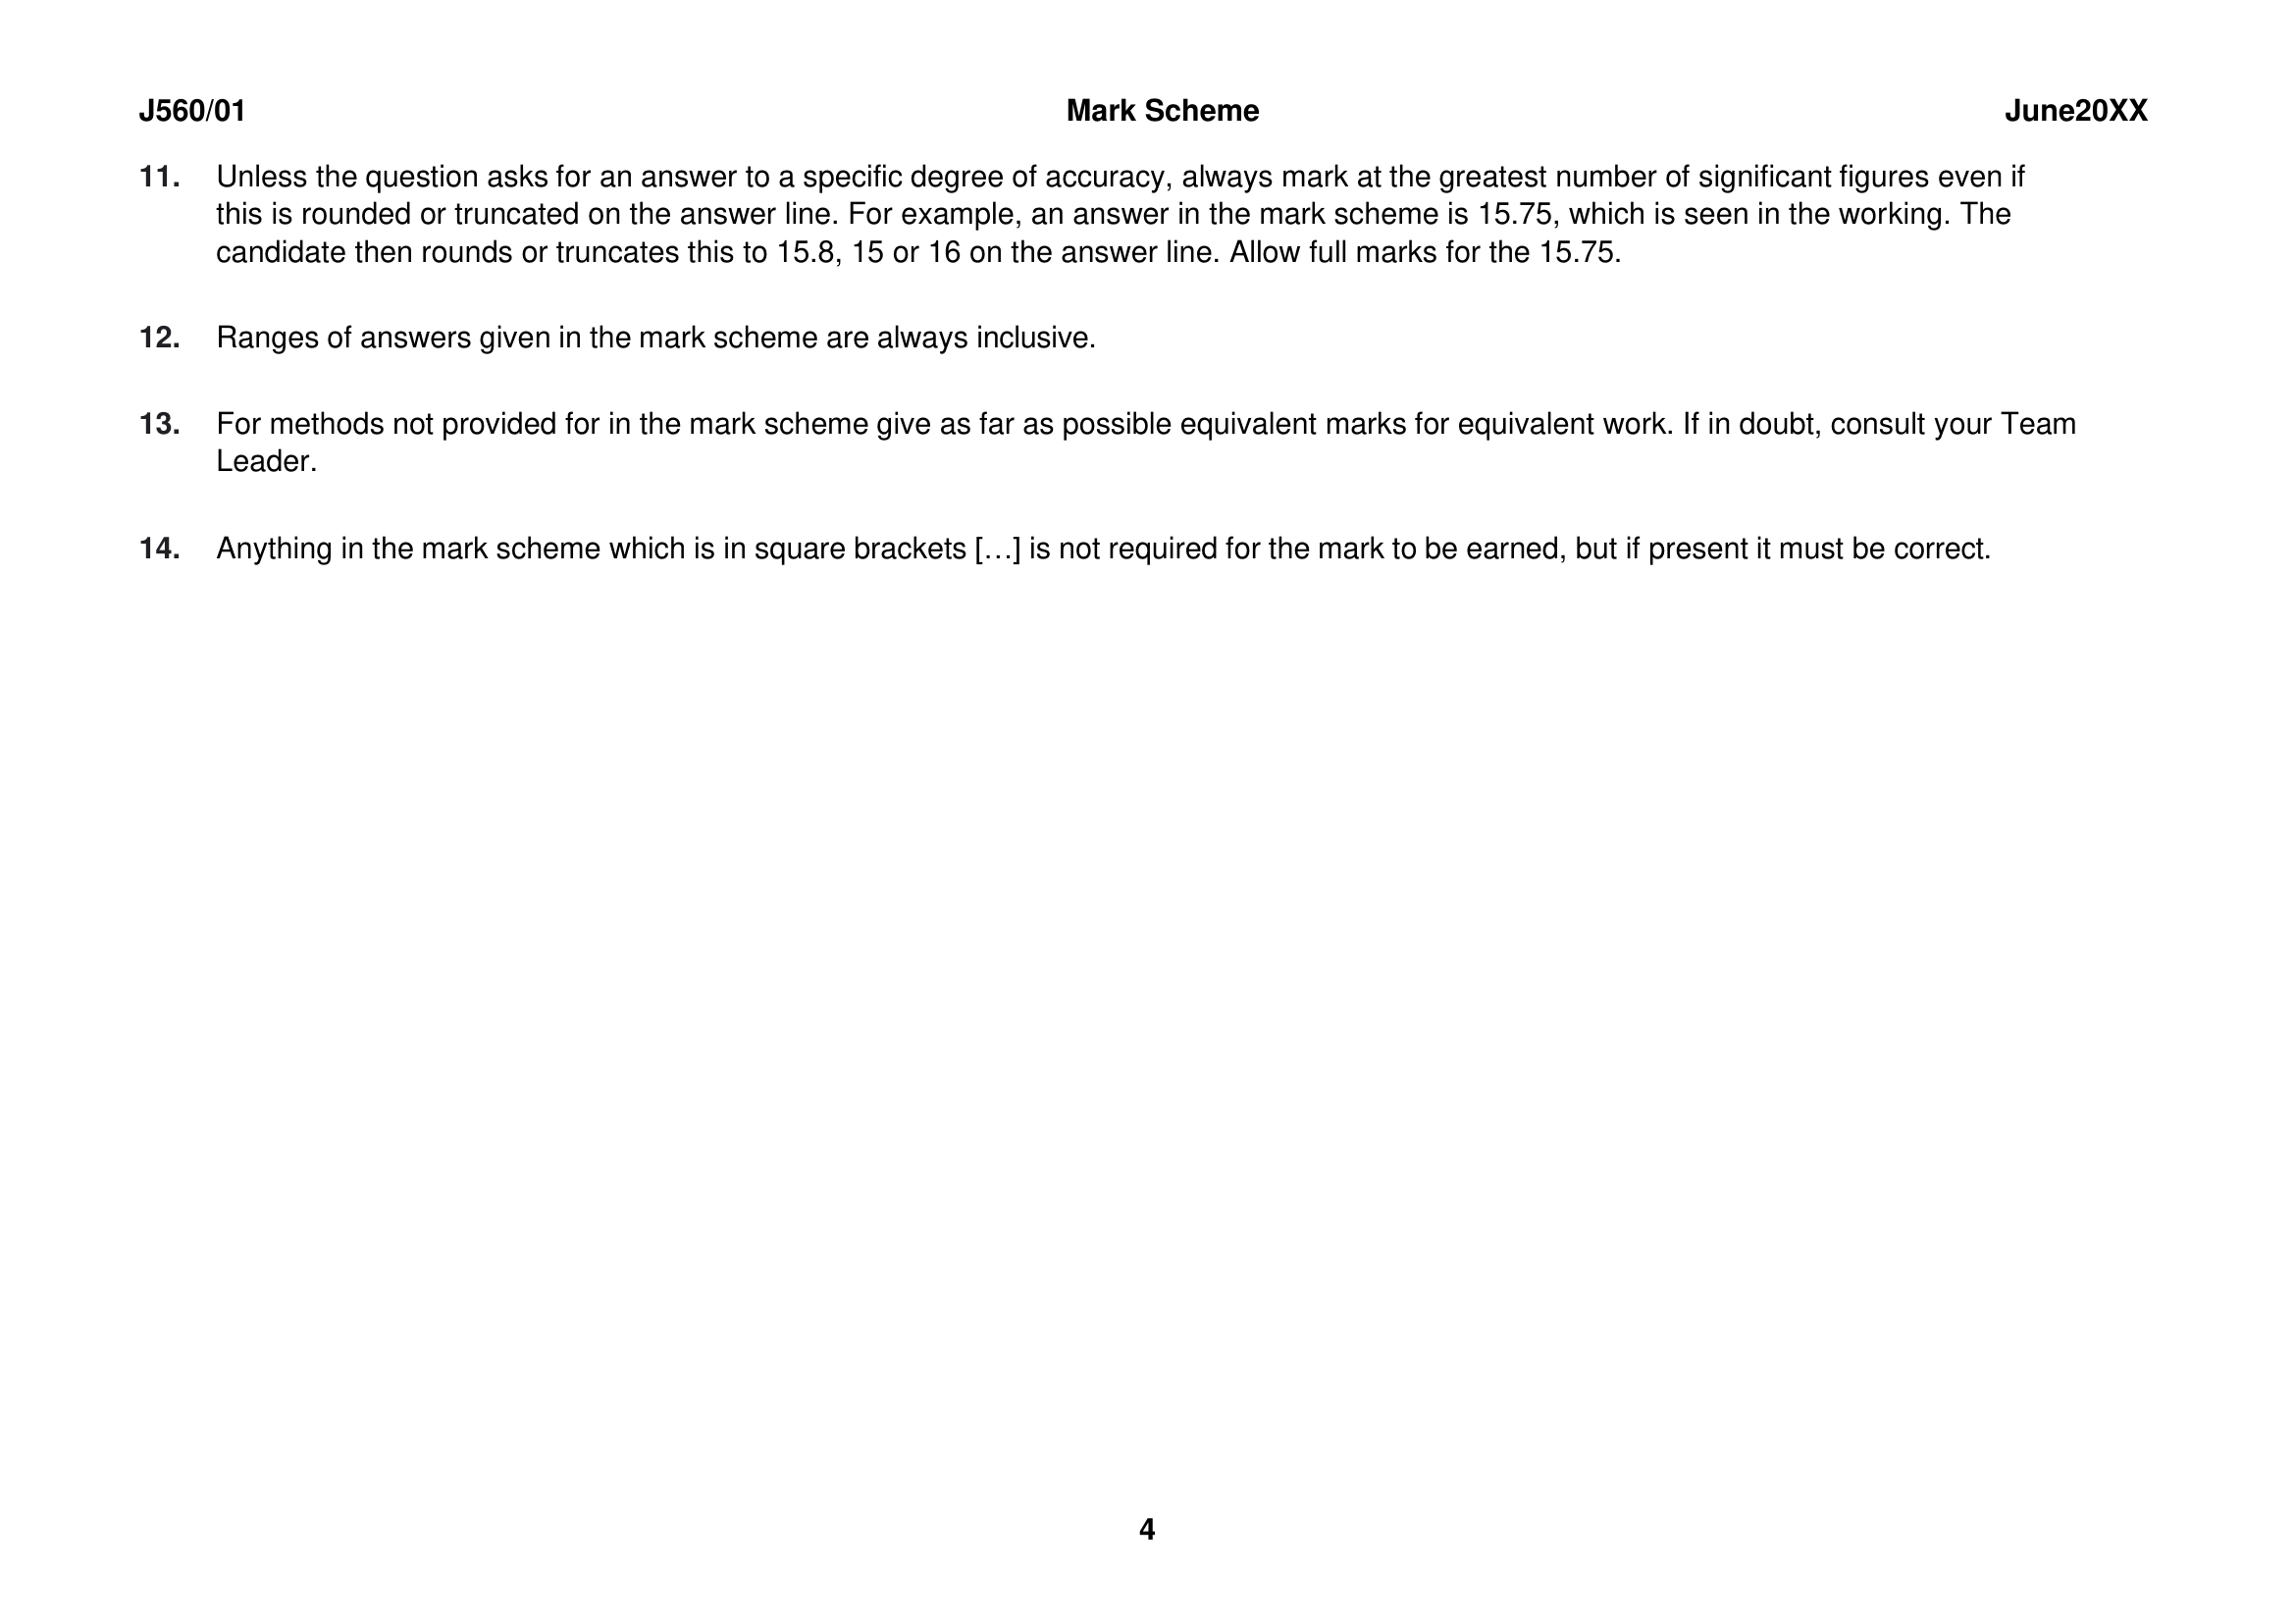 J560/01 Mark Scheme June20XX
11. Unless the question asks for an answer to a specific degree of accuracy, always mark at the greatest number of significant figures even if
this is rounded or truncated on the answer line. For example, an answer in the mark scheme is 15.75, which is seen in the working. The
candidate then rounds or truncates this to 15.8, 15 or 16 on the answer line. Allow full marks for the 15.75.
12. Ranges of answers given in the mark scheme are always inclusive.
13. For methods not provided for in the mark scheme give as far as possible equivalent marks for equivalent work. If in doubt, consult your Team
Leader.
14. Anything in the mark scheme which is in square brackets […] is not required for the mark to be earned, but if present it must be correct.
4